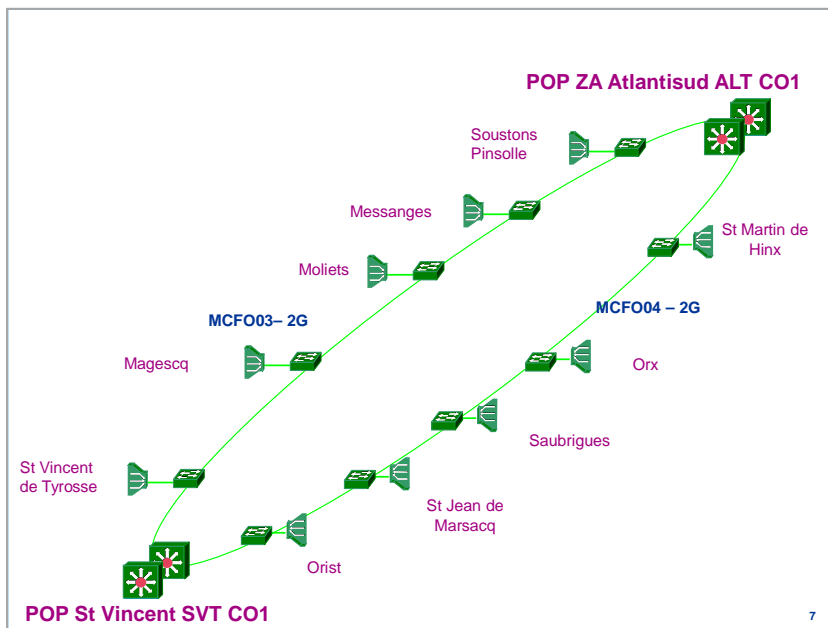 POP ZA Atlantisud ALT CO1
Soustons
Pinsolle
Messanges
St Martin de
Hinx
Moliets
MCFO03– 2G
MCFO04 – 2G
Magescq
Orx
Saubrigues
St Vincent
de Tyrosse
St Jean de
Marsacq
Orist
POP St Vincent SVT CO1
7